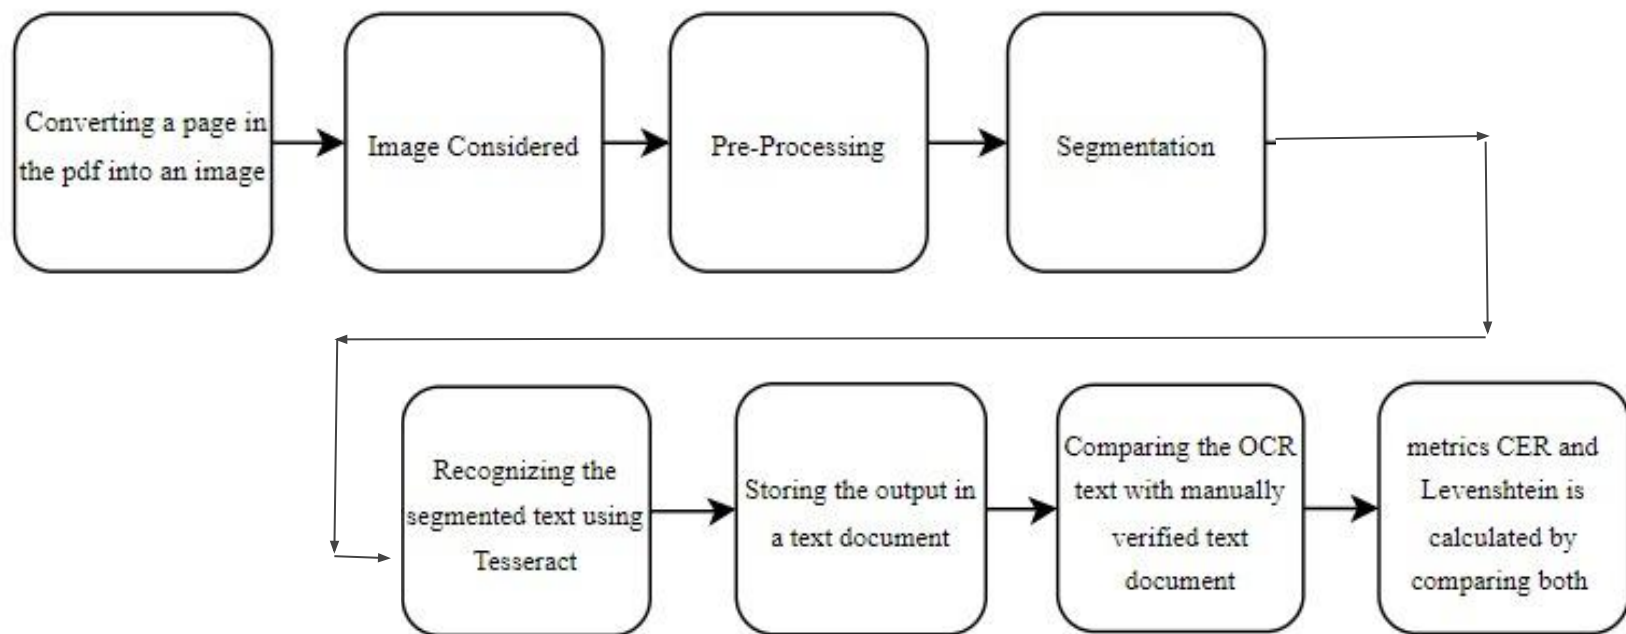 Converting a page in
the pdf into an image
Image Considered
Pre-Processing
Segmentation
Recognizing the
segmented text using
Tesseract
Storing the output in
a text document
Comparing the OCR
text with manually
verified text
document
metrics CER and
Levenshtein is
calculated by
comparing both